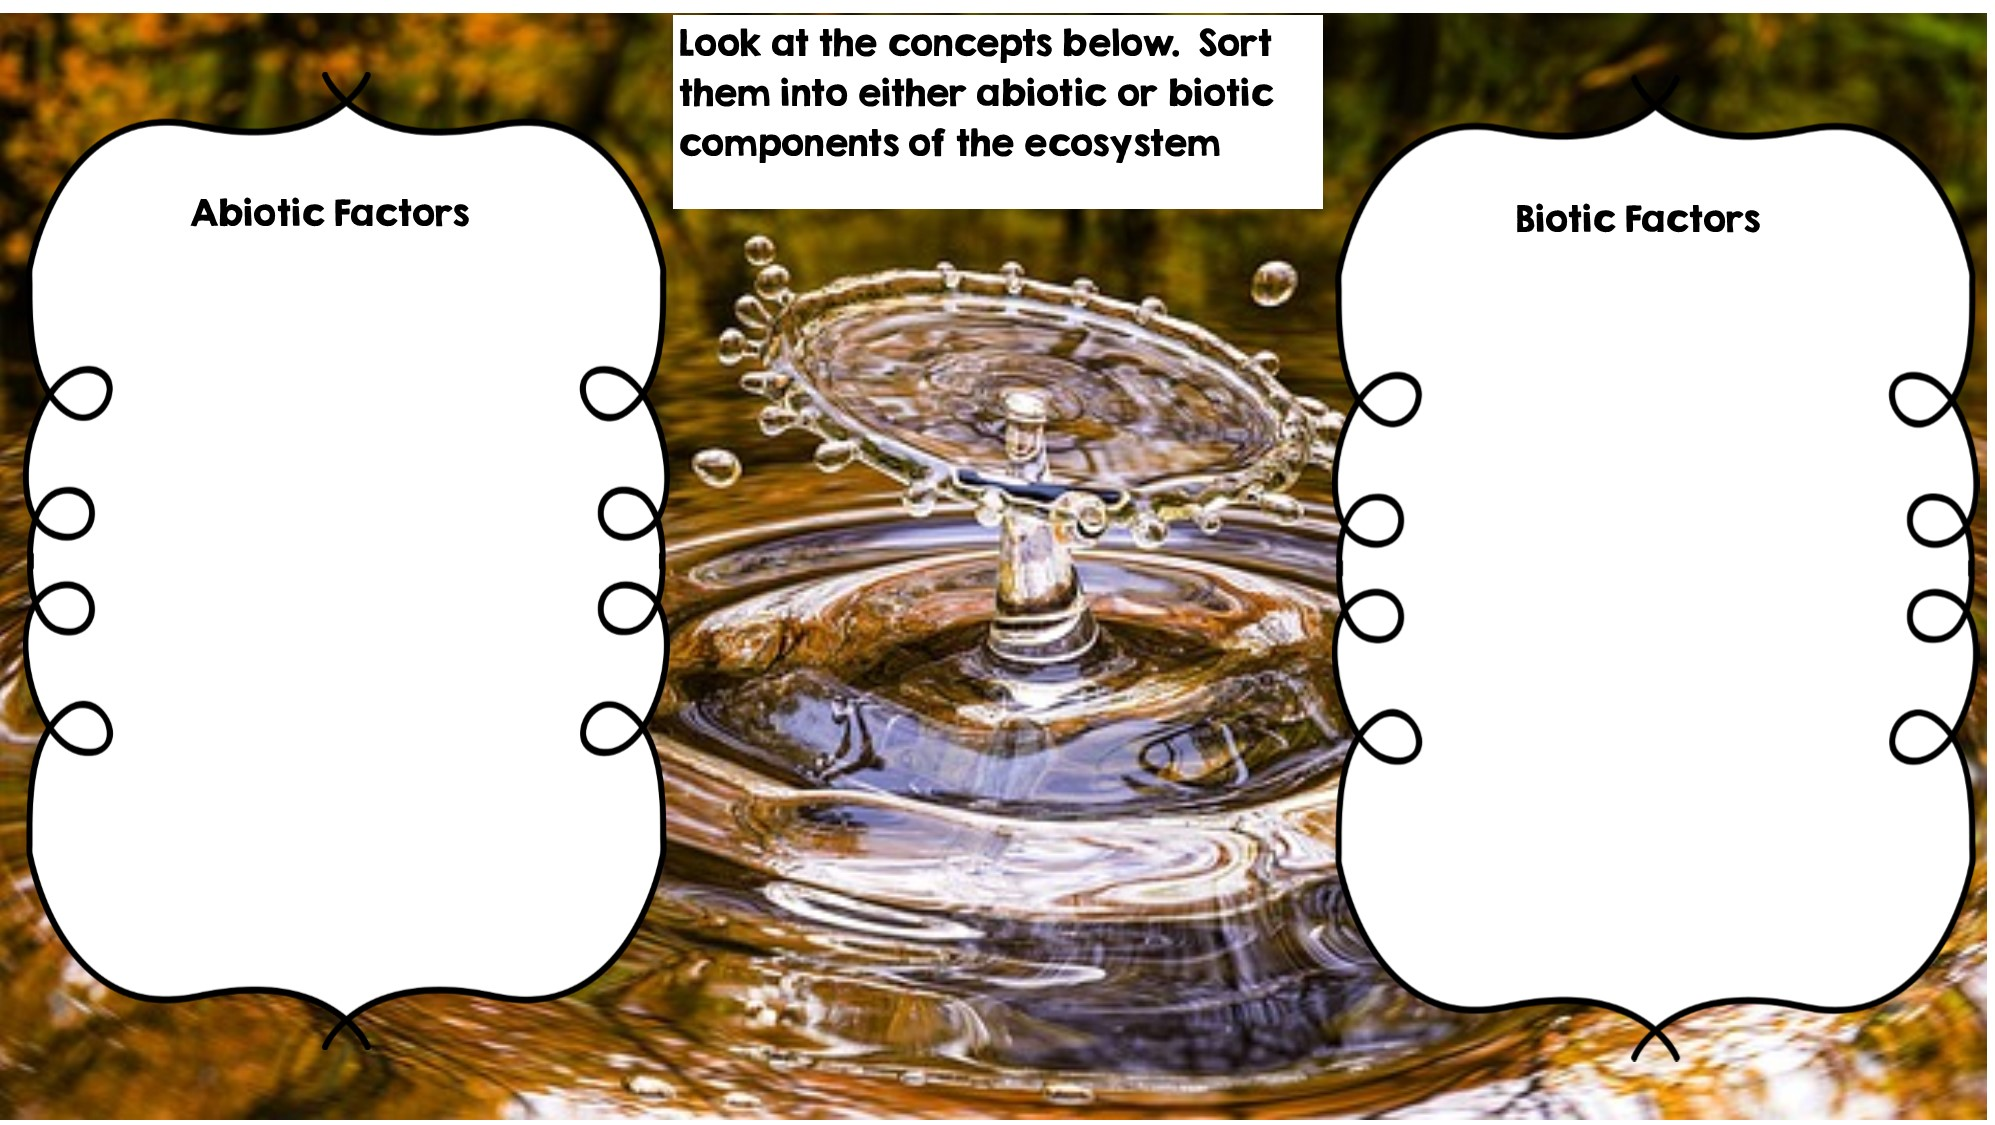 Look at the concepts below.  Sort
them into either abiotic or biotic
components of the ecosystem
Abiotic Factors
Biotic Factors